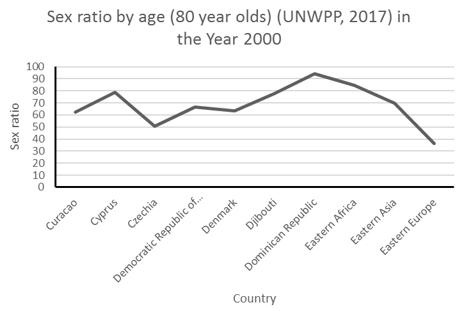 Sex ratio by age (80 year olds) (UNWPP, 2017) in
the Year 2000
100
90
80
70
60
50
40
30
20
10
0
Sex ratio
Curacao
Cyprus
Czechia
Democratic Republic of...
Denmark
Djibouti
Dominican Republic
Eastern Africa
Eastern Asia
Eastern Europe
Country